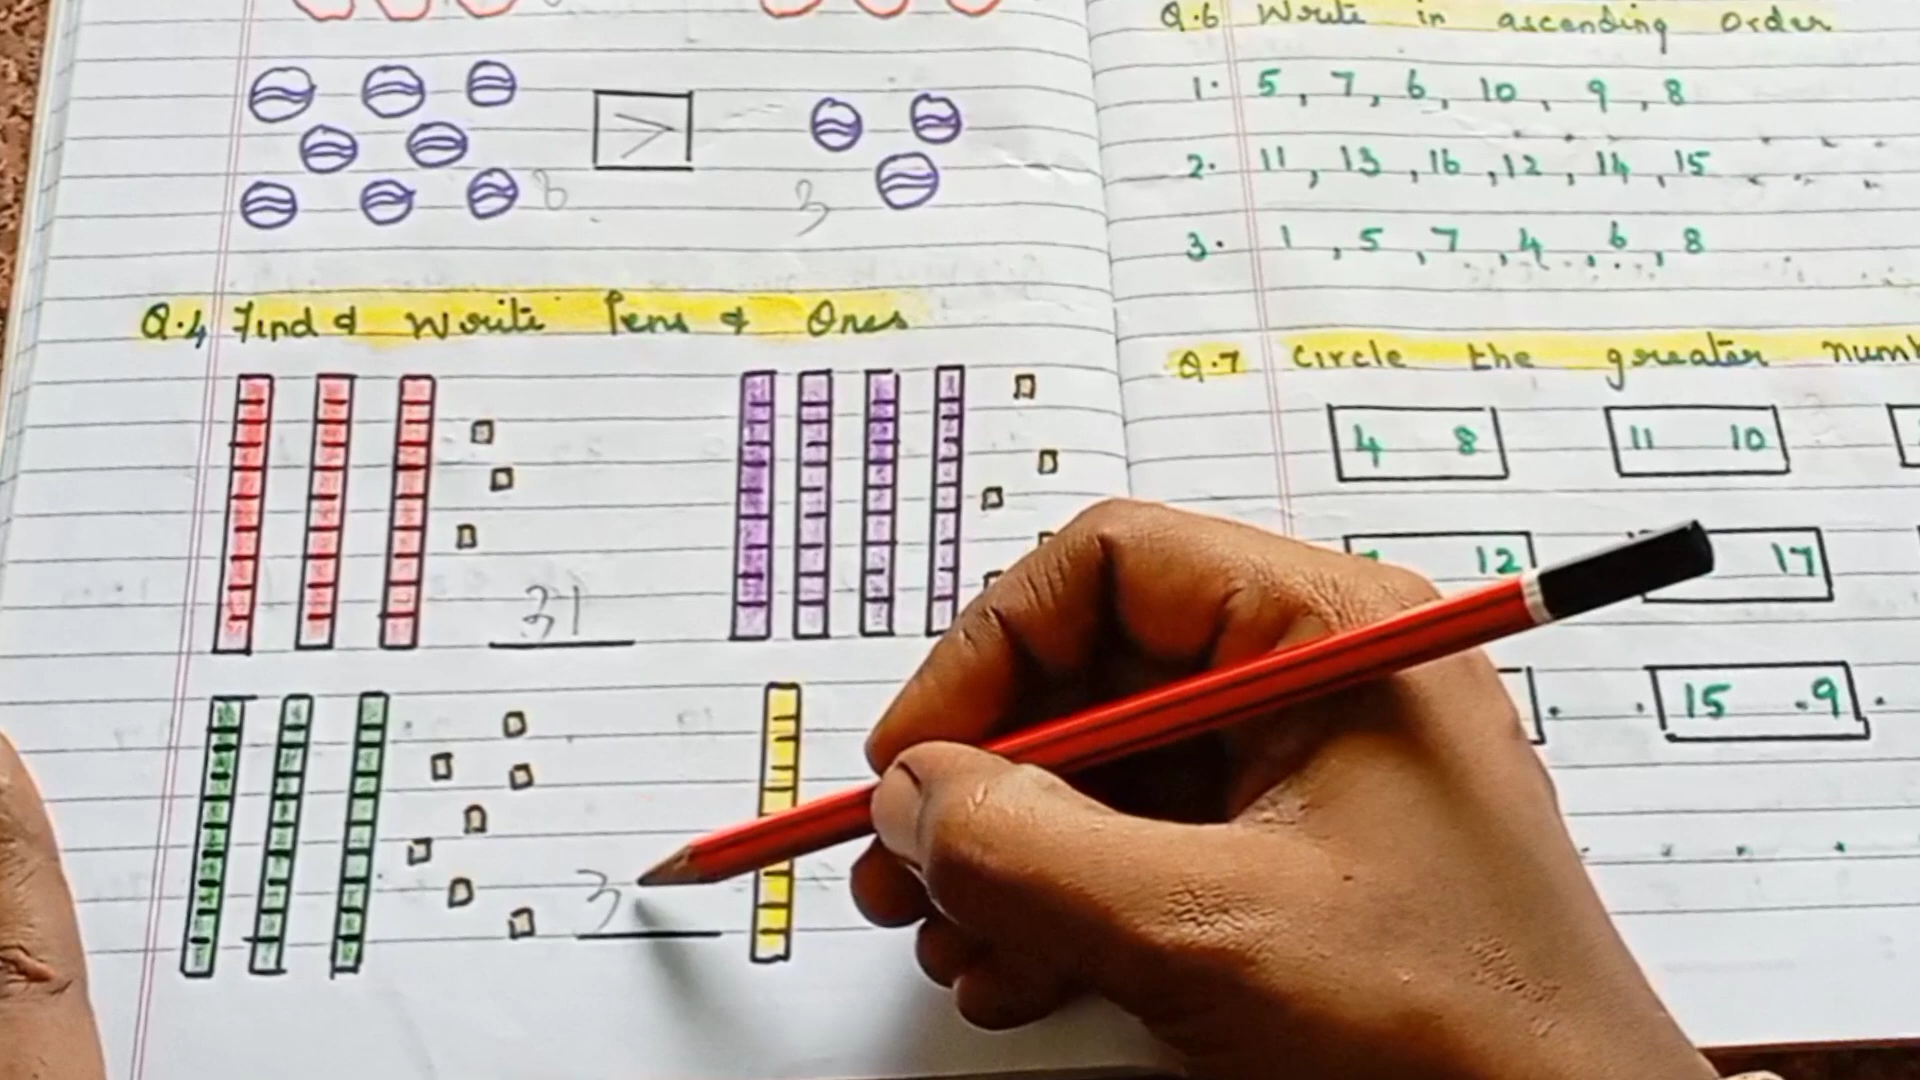 8 > 3
Q.4 Find & Write Tens & Ones
31
3
Q.6 Write in ascending order
1. 5, 7, 6, 10, 9, 8
2. 11, 13, 16, 12, 14, 15
3. 1, 5, 7, 4, 6, 8
Q.7 Circle the greater
4 8
11 10
12
17
15 9